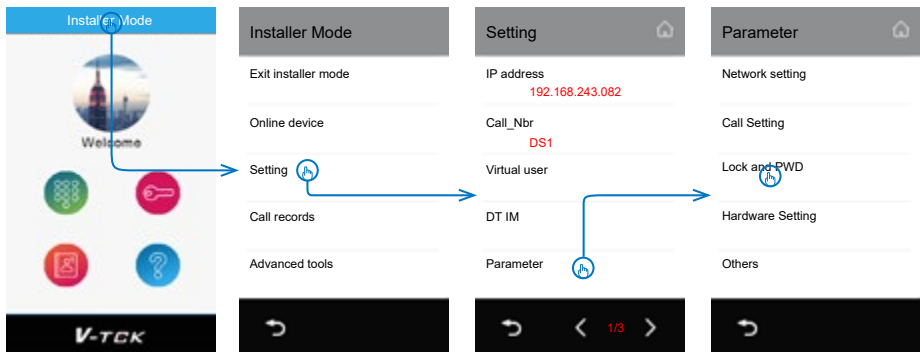 Installer Mode
Welcome
V-TEK
Installer Mode
Exit installer mode
Online device
Setting
Call records
Advanced tools
Setting
IP address
192.168.243.082
Call_Nbr
DS1
Virtual user
DT IM
Parameter
1/3
Parameter
Network setting
Call Setting
Lock and PWD
Hardware Setting
Others